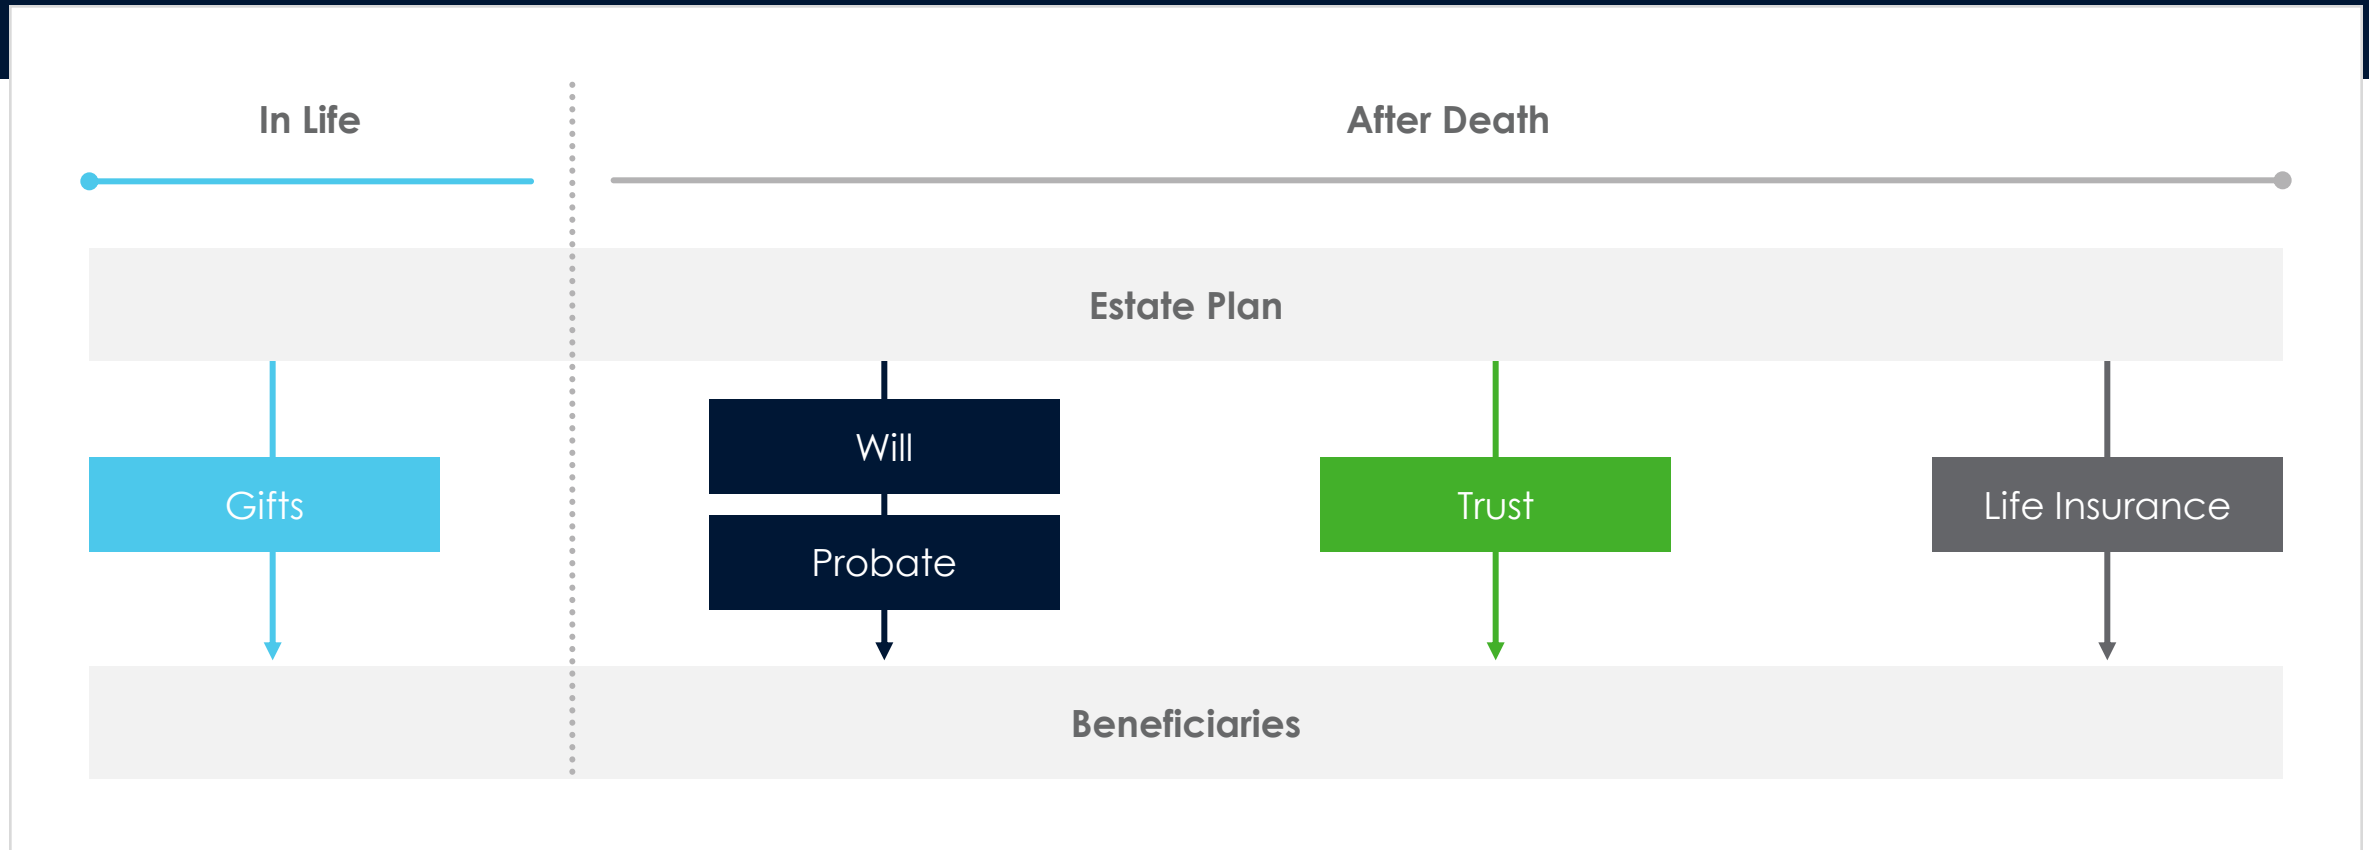 In Life
After Death
Estate Plan
Will
Gifts
Trust
Life Insurance
Probate
Beneficiaries